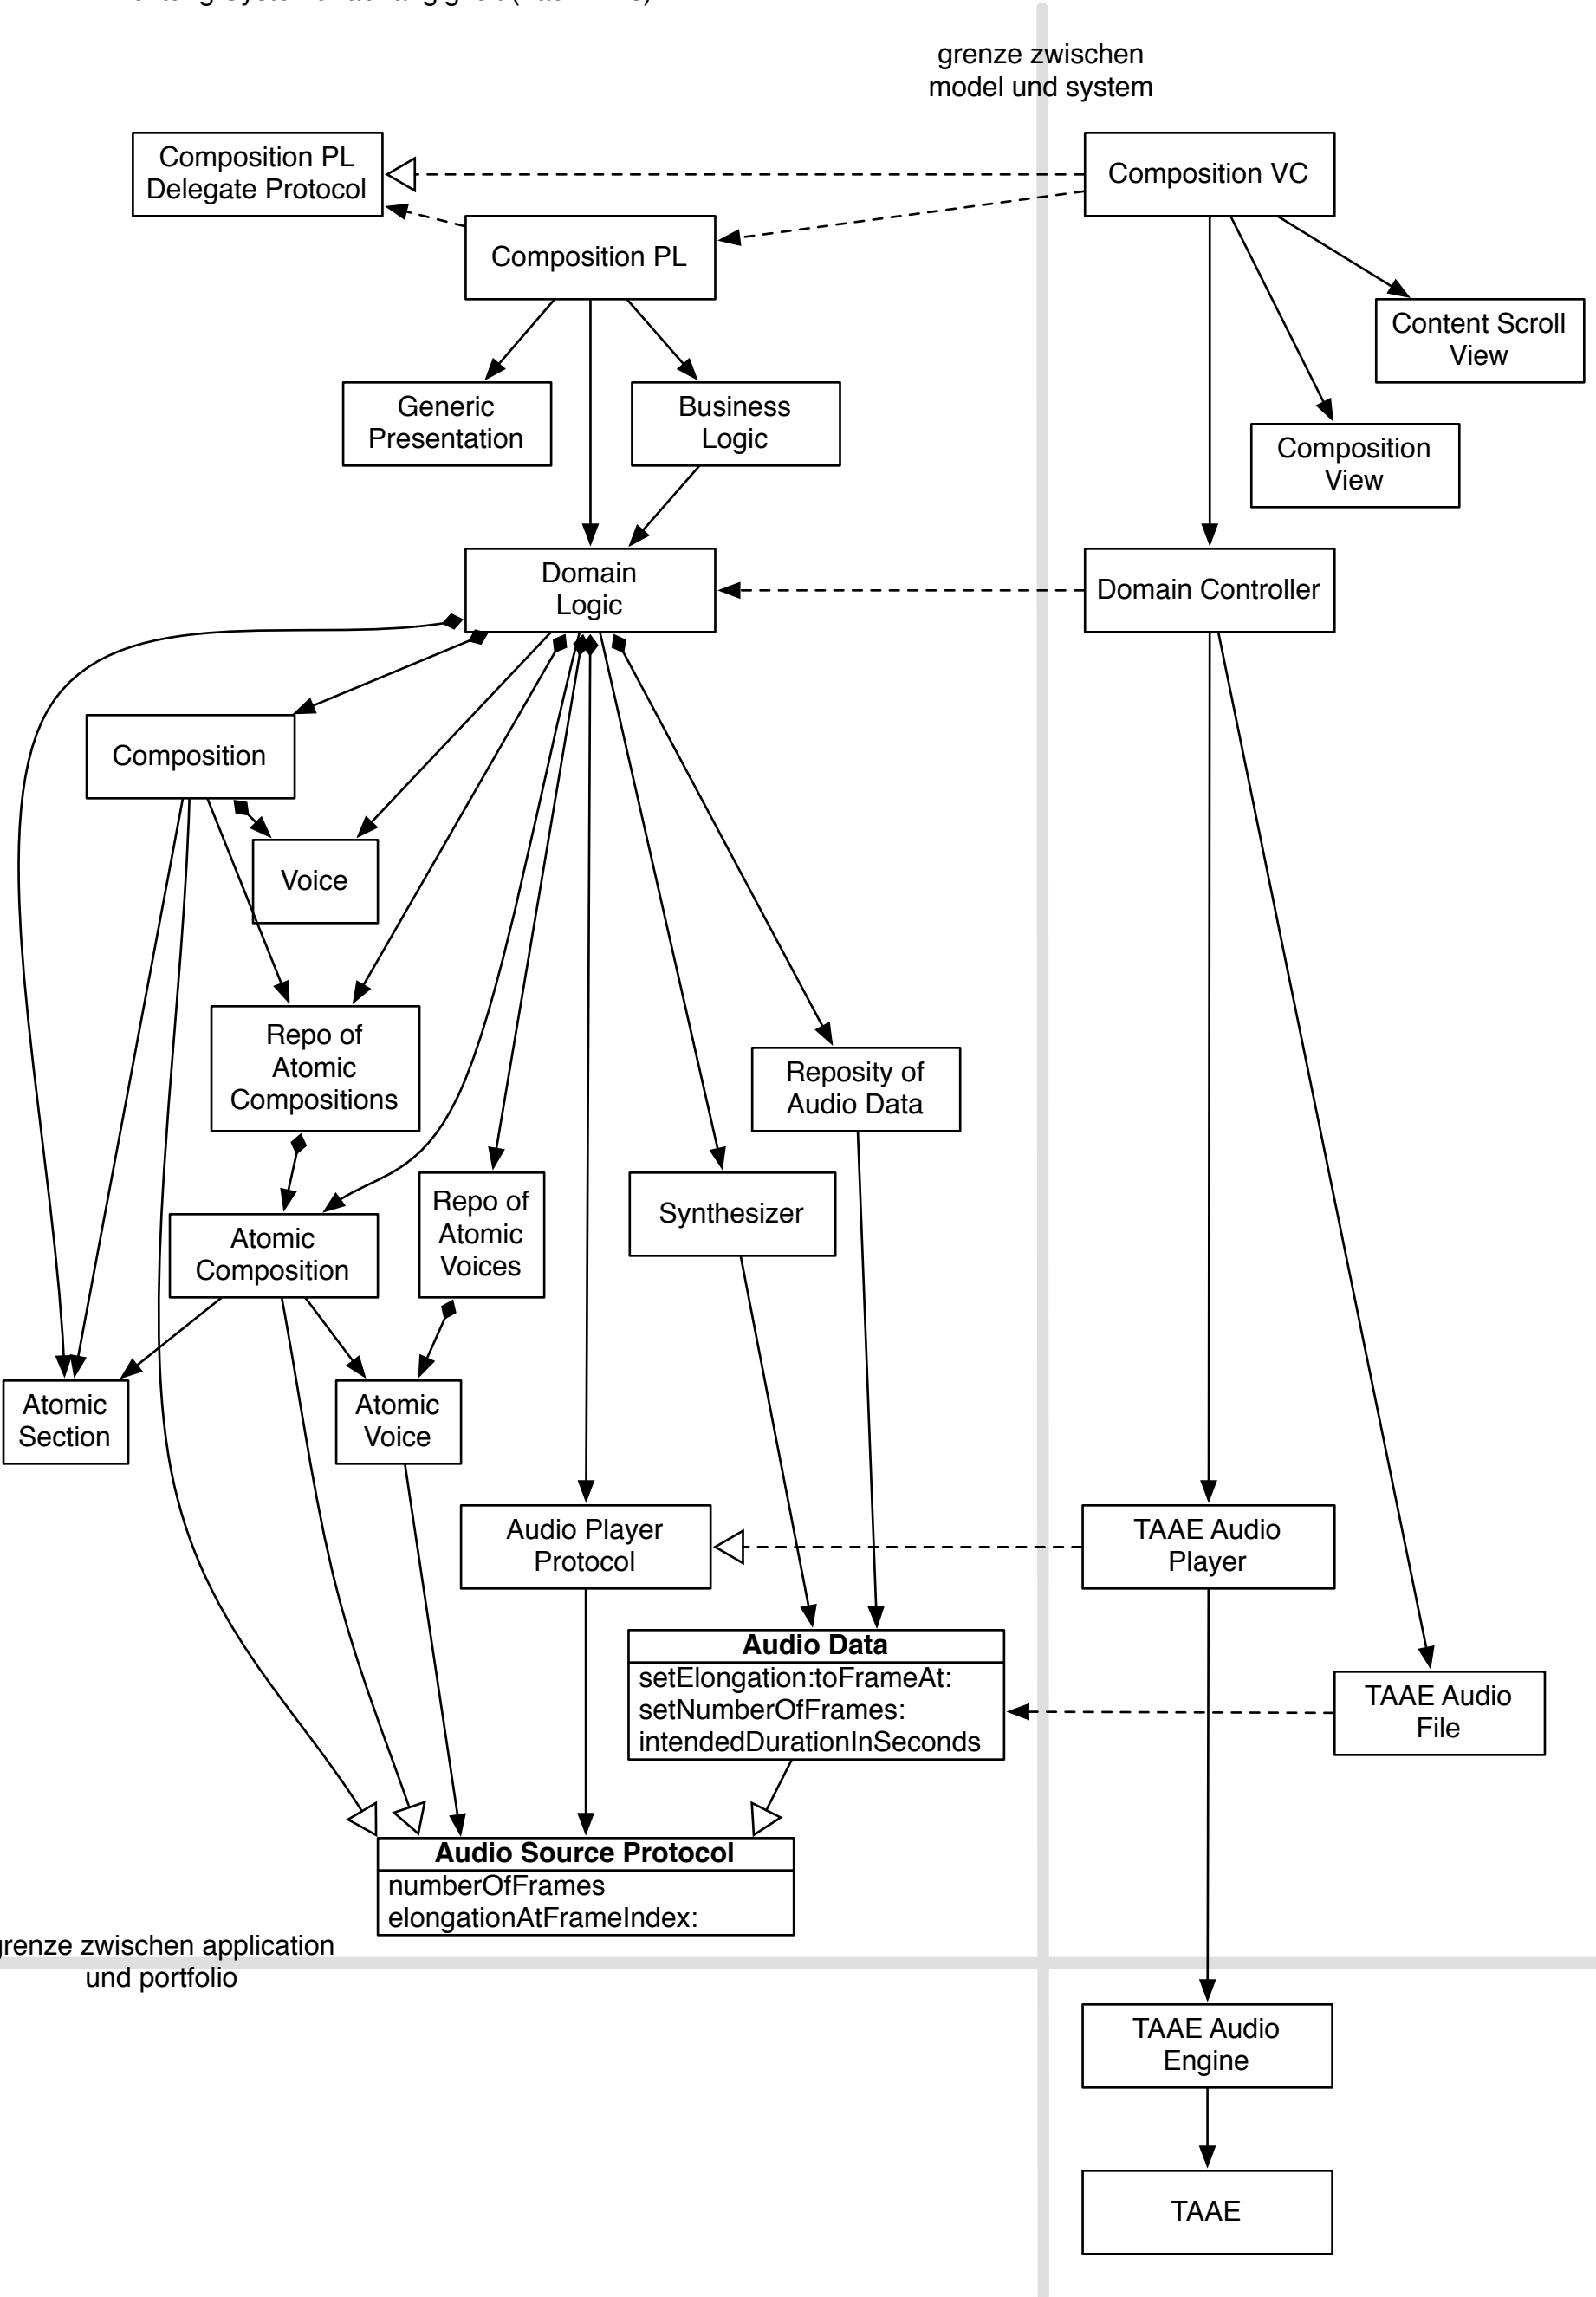 grenze zwischen
model und system
Composition PL
Delegate Protocol
Composition VC
Composition PL
Content Scroll
View
Generic
Presentation
Business
Logic
Composition
View
Domain
Logic
Domain Controller
Composition
Voice
Repo of
Atomic
Compositions
Reposity of
Audio Data
Repo of
Atomic
Voices
Synthesizer
Atomic
Composition
Atomic
Section
Atomic
Voice
Audio Player
Protocol
TAAE Audio
Player
Audio Data
setElongation:toFrameAt:
setNumberOfFrames:
intendedDurationInSeconds
TAAE Audio
File
Audio Source Protocol
numberOfFrames
elongationAtFrameIndex:
grenze zwischen application
und portfolio
TAAE Audio
Engine
TAAE